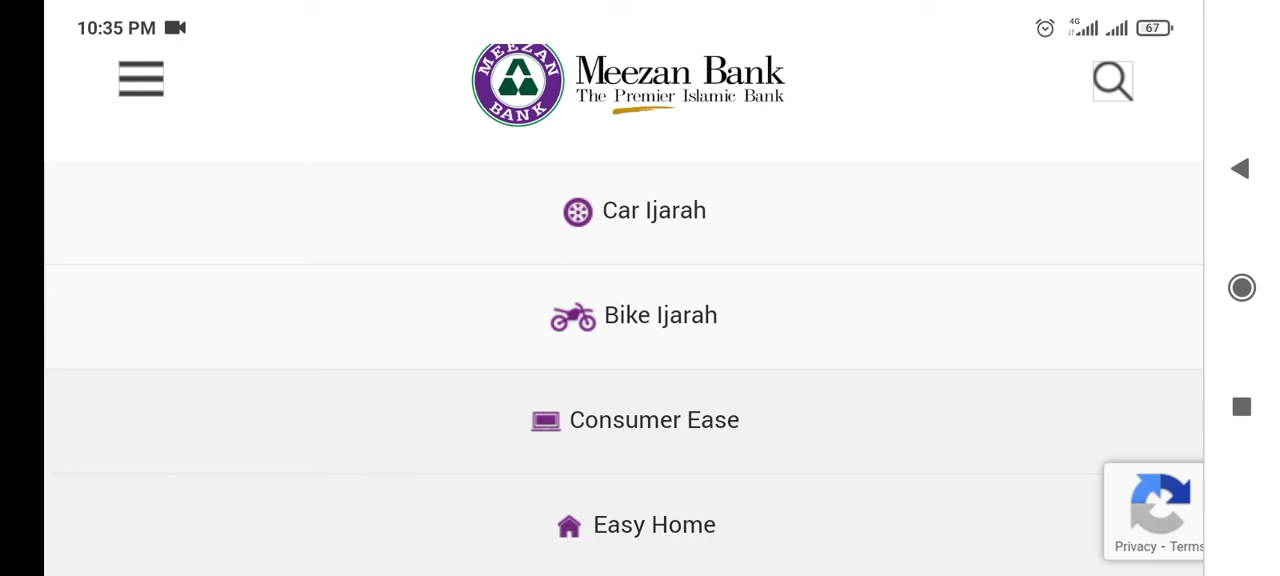 10:35 PM
4G
67
MEEZAN BANK
Meezan Bank
The Premier Islamic Bank
Car Ijarah
Bike Ijarah
Consumer Ease
Easy Home
Privacy - Terms